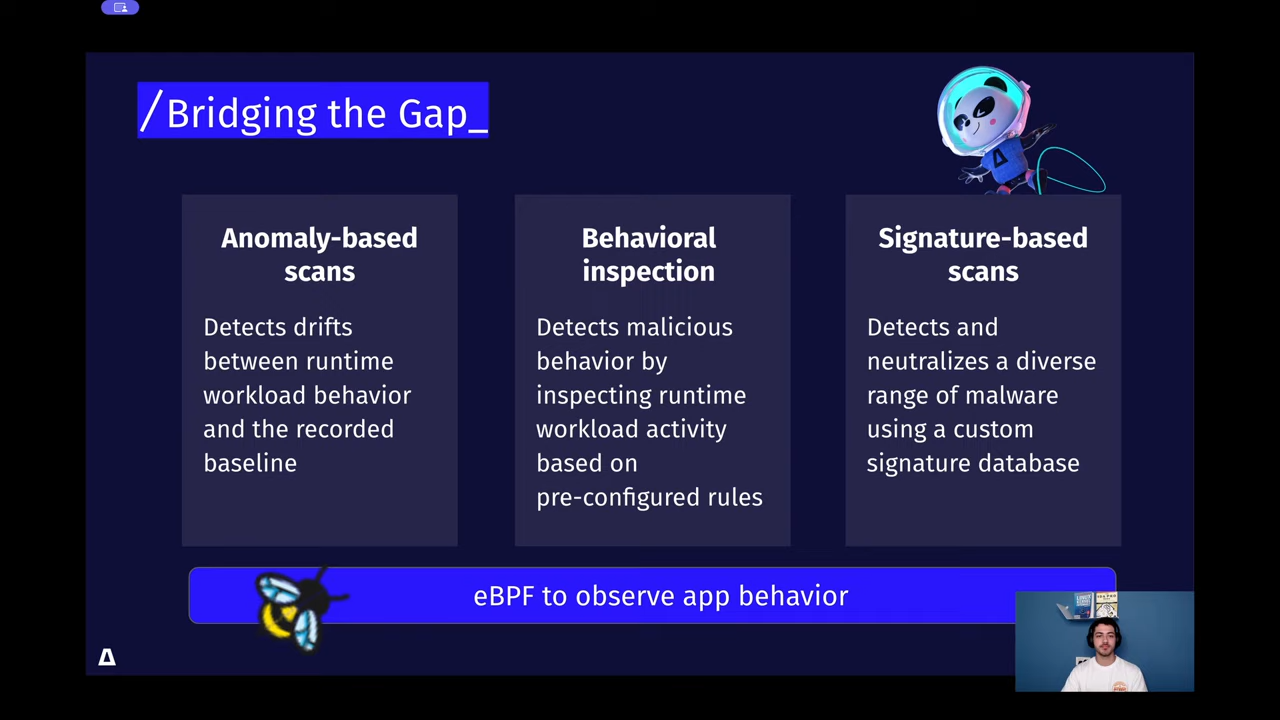 /Bridging the Gap_
Anomaly-based
scans
Detects drifts
between runtime
workload behavior
and the recorded
baseline
Behavioral
inspection
Detects malicious
behavior by
inspecting runtime
workload activity
based on
pre-configured rules
Signature-based
scans
Detects and
neutralizes a diverse
range of malware
using a custom
signature database
eBPF to observe app behavior